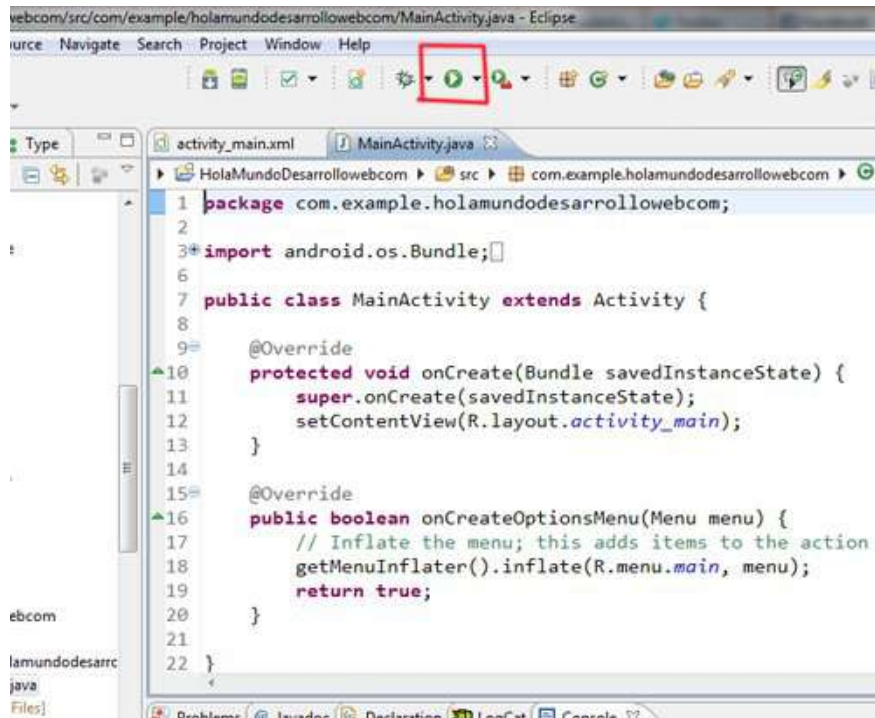 webcom/src/com/example/holamundodesarrollowebcom/MainActivity.java - Eclipse
urce Navigate Search Project Window Help
Type
activity_main.xml MainActivity.java
HolaMundoDesarrollowebcom src com.example.holamundodesarrollowebcom
1 package com.example.holamundodesarrollowebcom;
2
3 import android.os.Bundle;
6
7 public class MainActivity extends Activity {
8
9 @Override
10 protected void onCreate(Bundle savedInstanceState) {
11 super.onCreate(savedInstanceState);
12 setContentView(R.layout.activity_main);
13 }
14
15 @Override
16 public boolean onCreateOptionsMenu(Menu menu) {
17 // Inflate the menu; this adds items to the action
18 getMenuInflater().inflate(R.menu.main, menu);
19 return true;
20 }
21
22 }
ebcom
lamundodesarrc
java
Files]
Problems Javadoc Declaration LogCat Console